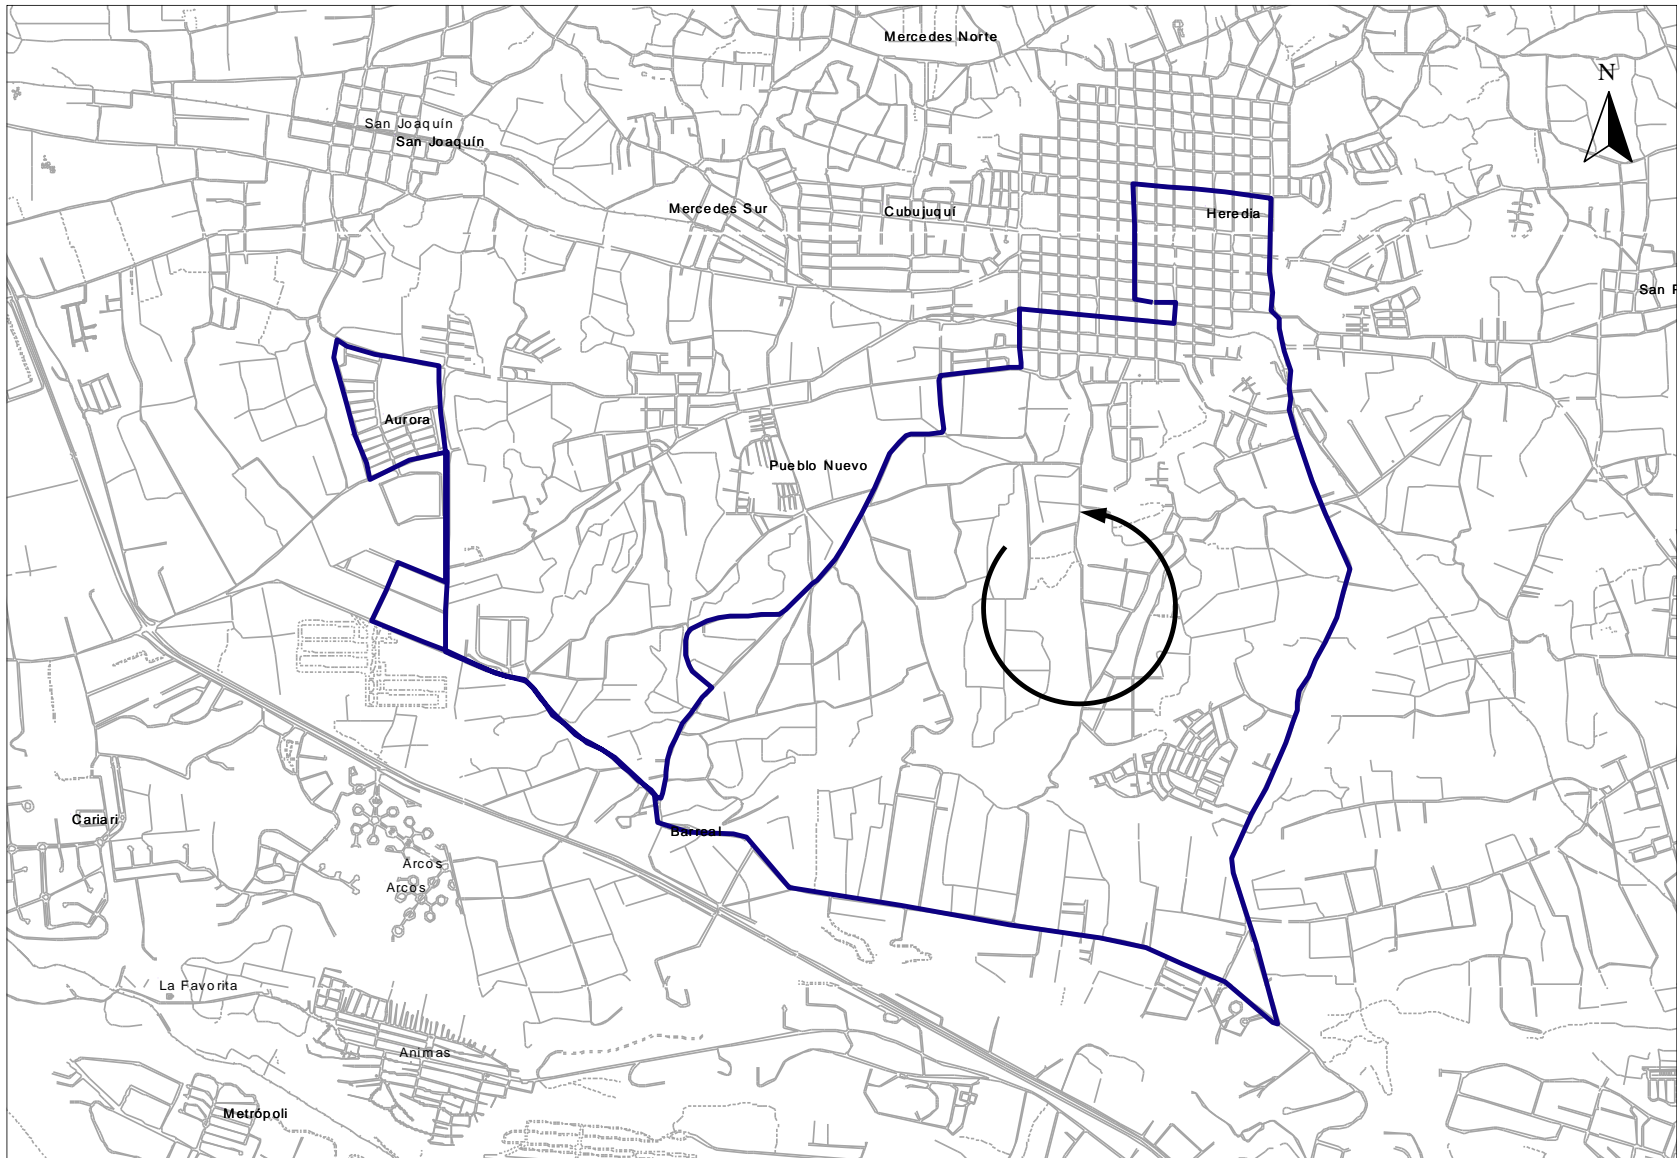 Mercedes Norte
N
San Joaquín
San Joaquín
Mercedes Sur
Cubujuquí
Heredia
San P
Aurora
Pueblo Nuevo
Cariari
Barreal
Arcos
Arcos
La Favorita
Animas
Metrópoli